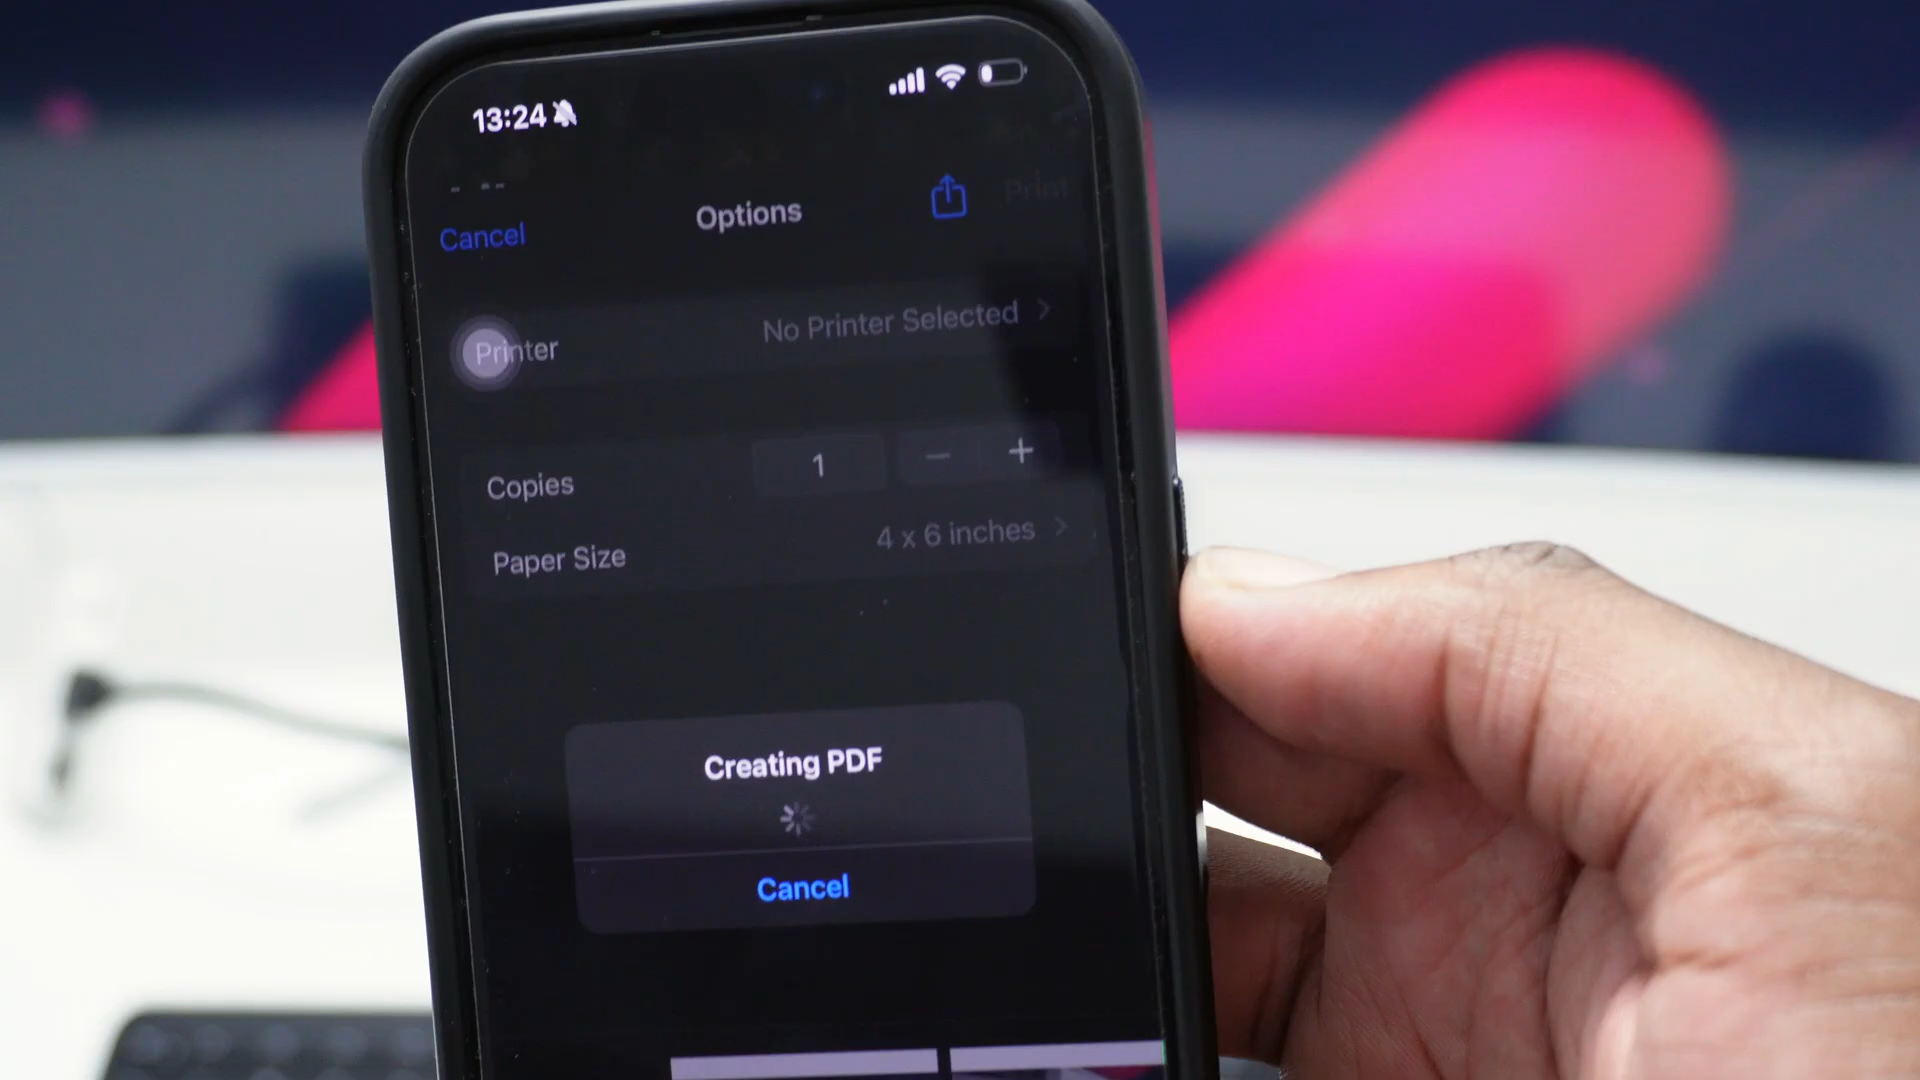 13:24
Cancel
Options
Print
Printer
No Printer Selected
Copies
1
Paper Size
4 x 6 inches
Creating PDF
Cancel